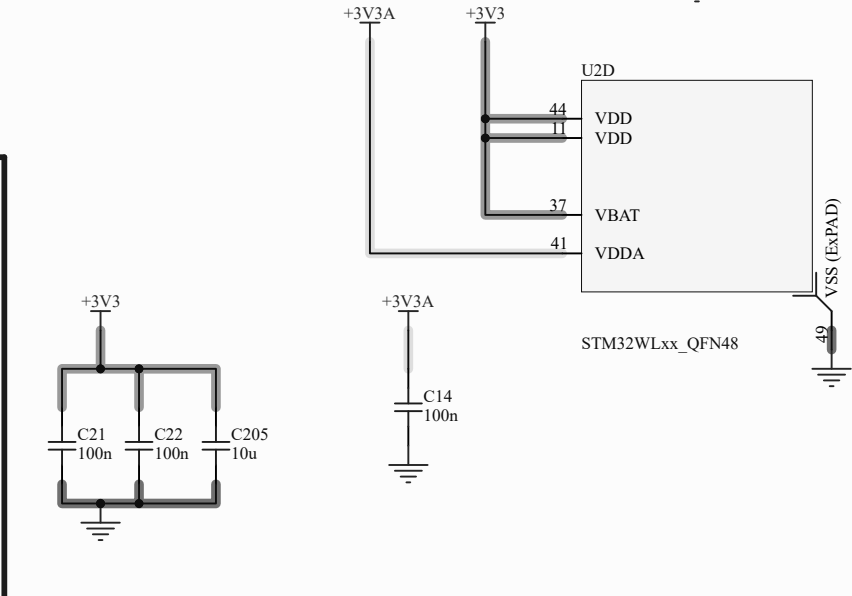 +3V3A
+3V3
U2D
44
VDD
11
VDD
37
VBAT
41
VDDA
VSS (ExPAD)
49
STM32WLxx_QFN48
+3V3
+3V3A
C21
100n
C22
100n
C205
10u
C14
100n